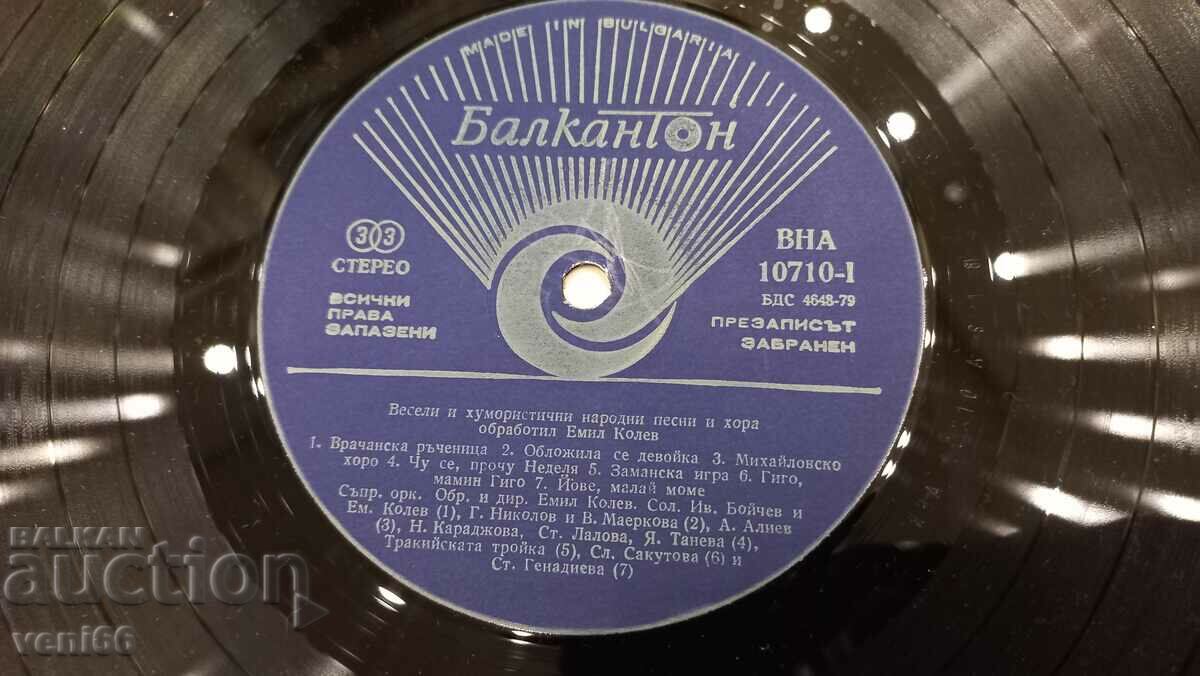 MADE IN BULGARIA
Балкантон
33
СТЕРЕО
ВСИЧКИ
ПРАВА
ЗАПАЗЕНИ
ВНА
10710-I
БДС 4648-79
ПРЕЗАПИСЪТ
ЗАБРАНЕН
Весели и хумористични народни песни и хора
обработил Емил Колев
1. Врачанска ръченица 2. Обложила се девойка 3. Михайловско
хоро 4. Чу се, прочу Неделя 5. Заманска игра 6. Гиго,
мамин Гиго 7. Йове, малай моме
Съпр. орк. Обр. и дир. Емил Колев. Сол. Ив. Бойчев и
Ем. Колев (1), Г. Николов и В. Маеркова (2), А. Алиев
(3), Н. Караджова, Ст. Лалова, Я. Танева (4),
Тракийската тройка (5), Сл. Сакутова (6) и
Ст. Генадиева (7)
BALKAN
auction
veni66